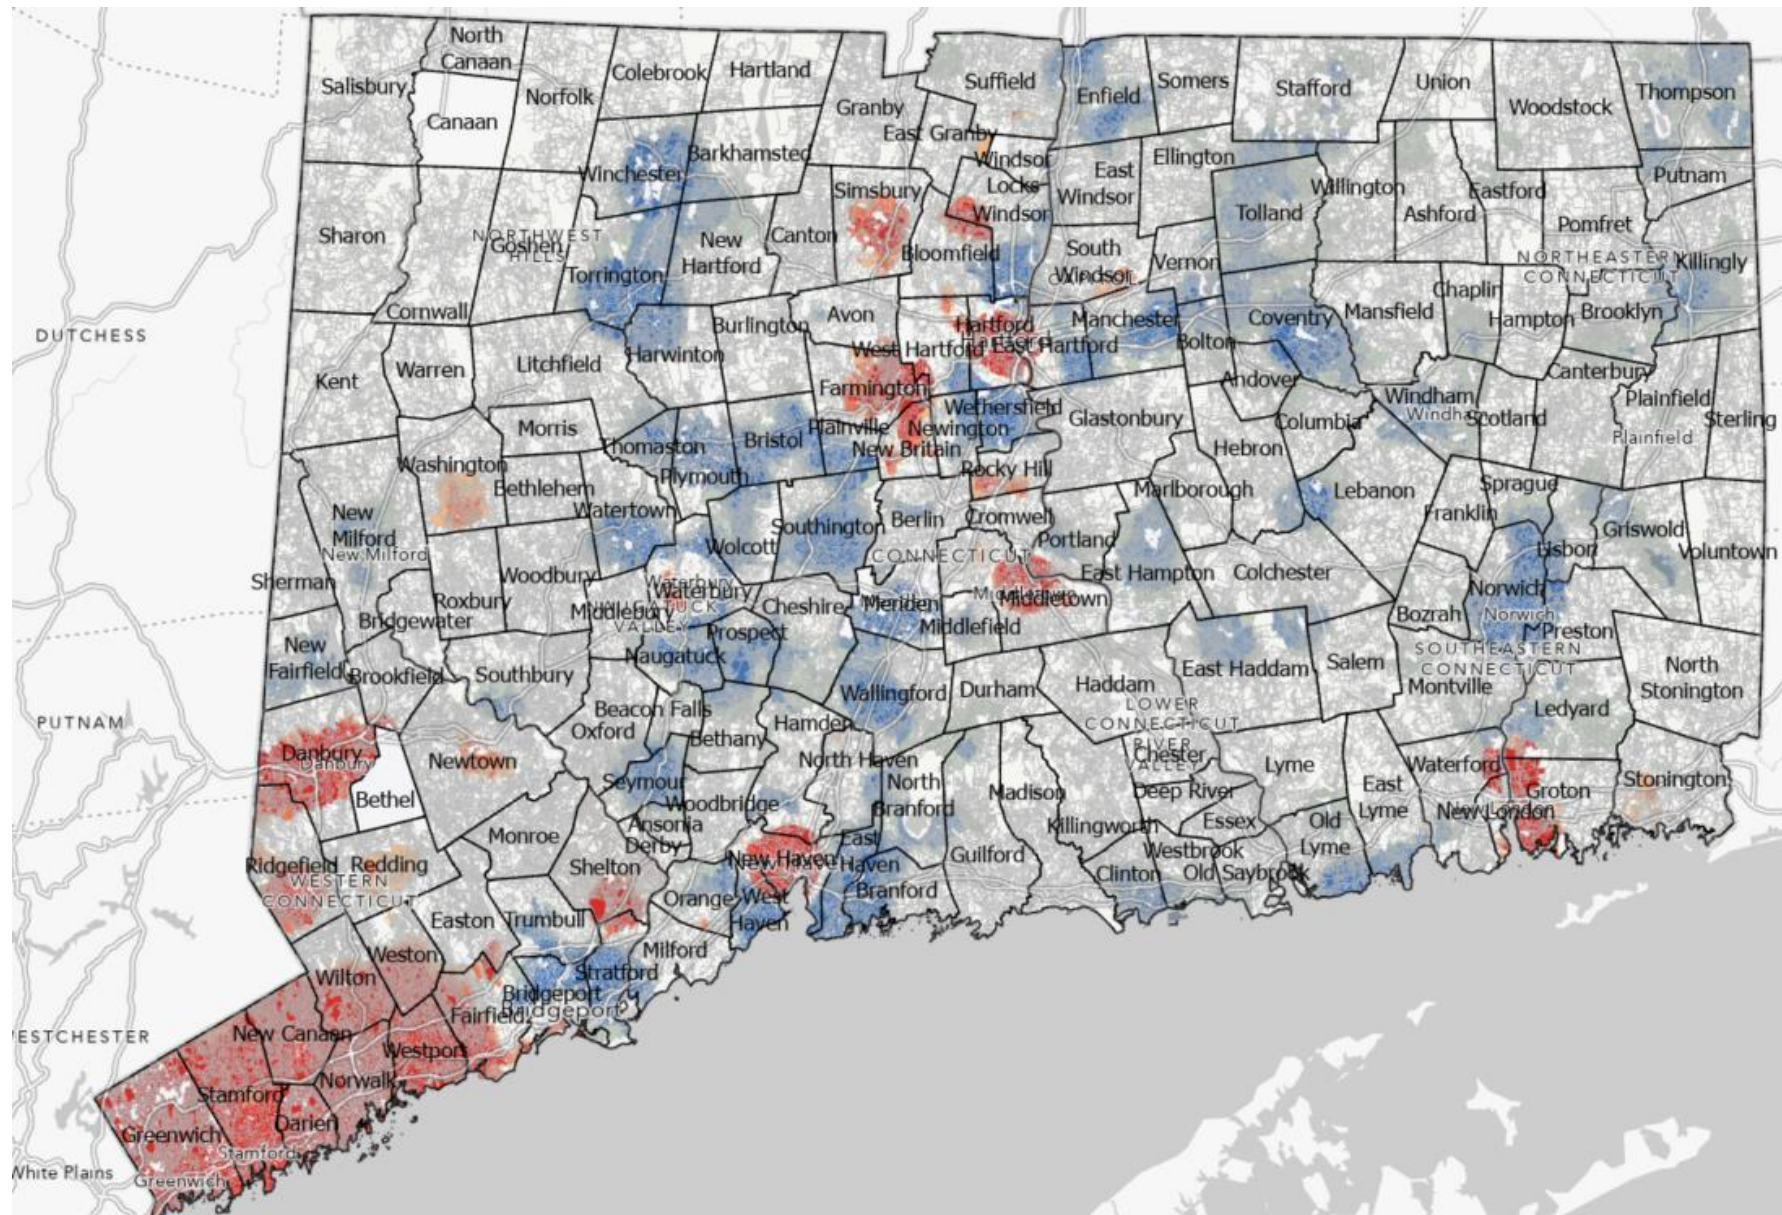 North
Canaan
Salisbury
Canaan
Norfolk
Colebrook
Hartland
Granby
Suffield
East Granby
Enfield
Somers
Stafford
Union
Woodstock
Thompson
Winchester
Barkhamsted
Simsbury
Windsor
Locks
Windsor
East
Windsor
Ellington
Tolland
Willington
Ashford
Eastford
Pomfret
Putnam
Sharon
NORTHWEST
HILLS
Goshen
Torrington
New
Hartford
Canton
Bloomfield
South
Windsor
Vernon
NORTHEASTERN
CONNECTICUT
Killingly
Cornwall
Burlington
Avon
Hartford
Manchester
Coventry
Mansfield
Chaplin
Hampton
Brooklyn
DUTCHESS
Kent
Warren
Litchfield
Harwinton
West Hartford
East Hartford
Bolton
Farmington
Andover
Canterbury
Morris
Thomaston
Bristol
Plainville
Wethersfield
Newington
New Britain
Glastonbury
Hebron
Columbia
Windham
Scotland
Plainfield
Plainfield
Sterling
Washington
Bethlehem
Plymouth
Rocky Hill
Marlborough
Lebanon
Sprague
Franklin
New
Milford
New Milford
Watertown
Wolcott
Southington
Berlin
Cromwell
Portland
CONNECTICUT
East Hampton
Colchester
Griswold
Lisbon
Voluntown
Sherman
Woodbury
Roxbury
Bridgewater
Waterbury
Waterbury
Middlebury
NAUGATUCK
VALLEY
Cheshire
Meriden
Middletown
Middlefield
Norwich
Norwich
Bozrah
Preston
New
Fairfield
Brookfield
Southbury
Prospect
Naugatuck
Wallingford
Durham
Haddam
East Haddam
Salem
SOUTHEASTERN
CONNECTICUT
Montville
North
Stonington
LOWER
CONNECTICUT
RIVER
VALLEY
Ledyard
PUTNAM
Danbury
Danbury
Bethel
Newtown
Oxford
Beacon Falls
Bethany
Hamden
North Haven
North
Branford
Madison
Chester
Deep River
Lyme
East
Lyme
Waterford
New London
Groton
Stonington
Seymour
Woodbridge
Ansonia
Derby
Monroe
Shelton
Ridgefield
Redding
WESTERN
CONNECTICUT
New Haven
East
Haven
Branford
Guilford
Killingworth
Essex
Westbrook
Clinton
Old Saybrook
Old
Lyme
Orange
West
Haven
Easton
Trumbull
Milford
Weston
Wilton
Stratford
Bridgeport
Bridgeport
Fairfield
ESTCHESTER
New Canaan
Westport
Norwalk
Stamford
Darien
Greenwich
Stamford
White Plains
Greenwich